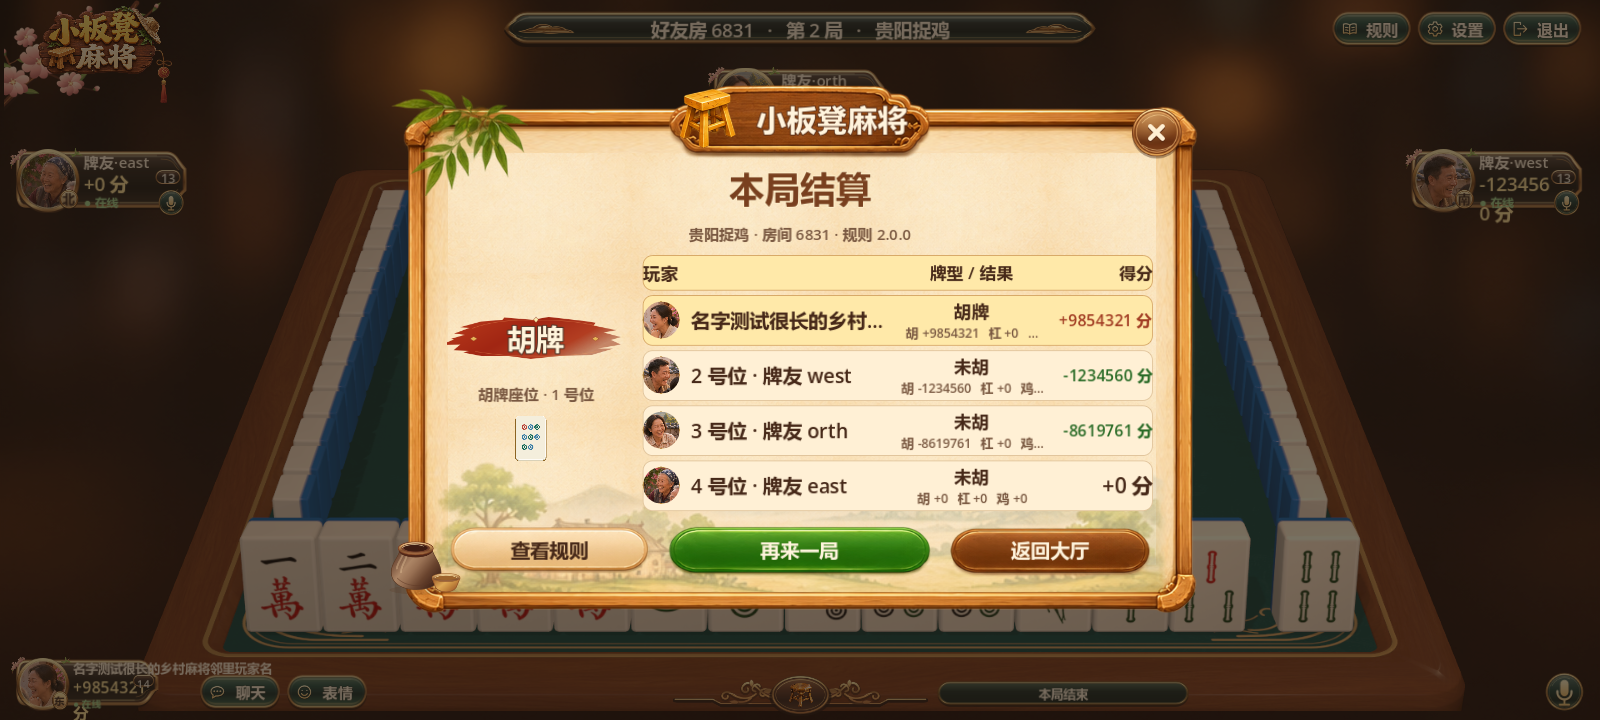 小板凳
麻将
好友房 6831 · 第 2 局 · 贵阳捉鸡
规则
设置
退出
牌友·orth
牌友·east
+0 分
13
在线
北
牌友·west
-123456
0 分
13
在线
南
小板凳麻将
本局结算
贵阳捉鸡 · 房间 6831 · 规则 2.0.0
玩家 牌型 / 结果 得分
名字测试很长的乡村... 胡牌 +9854321 分
胡 +9854321 杠 +0 ...
2 号位 · 牌友 west 未胡 -1234560 分
胡 -1234560 杠 +0 鸡...
3 号位 · 牌友 orth 未胡 -8619761 分
胡 -8619761 杠 +0 鸡...
4 号位 · 牌友 east 未胡 +0 分
胡 +0 杠 +0 鸡 +0
胡牌
胡牌座位 · 1 号位
查看规则
再来一局
返回大厅
一萬
二萬
名字测试很长的乡村麻将邻里玩家名
+9854321
分
14
在线
东
聊天
表情
本局结束